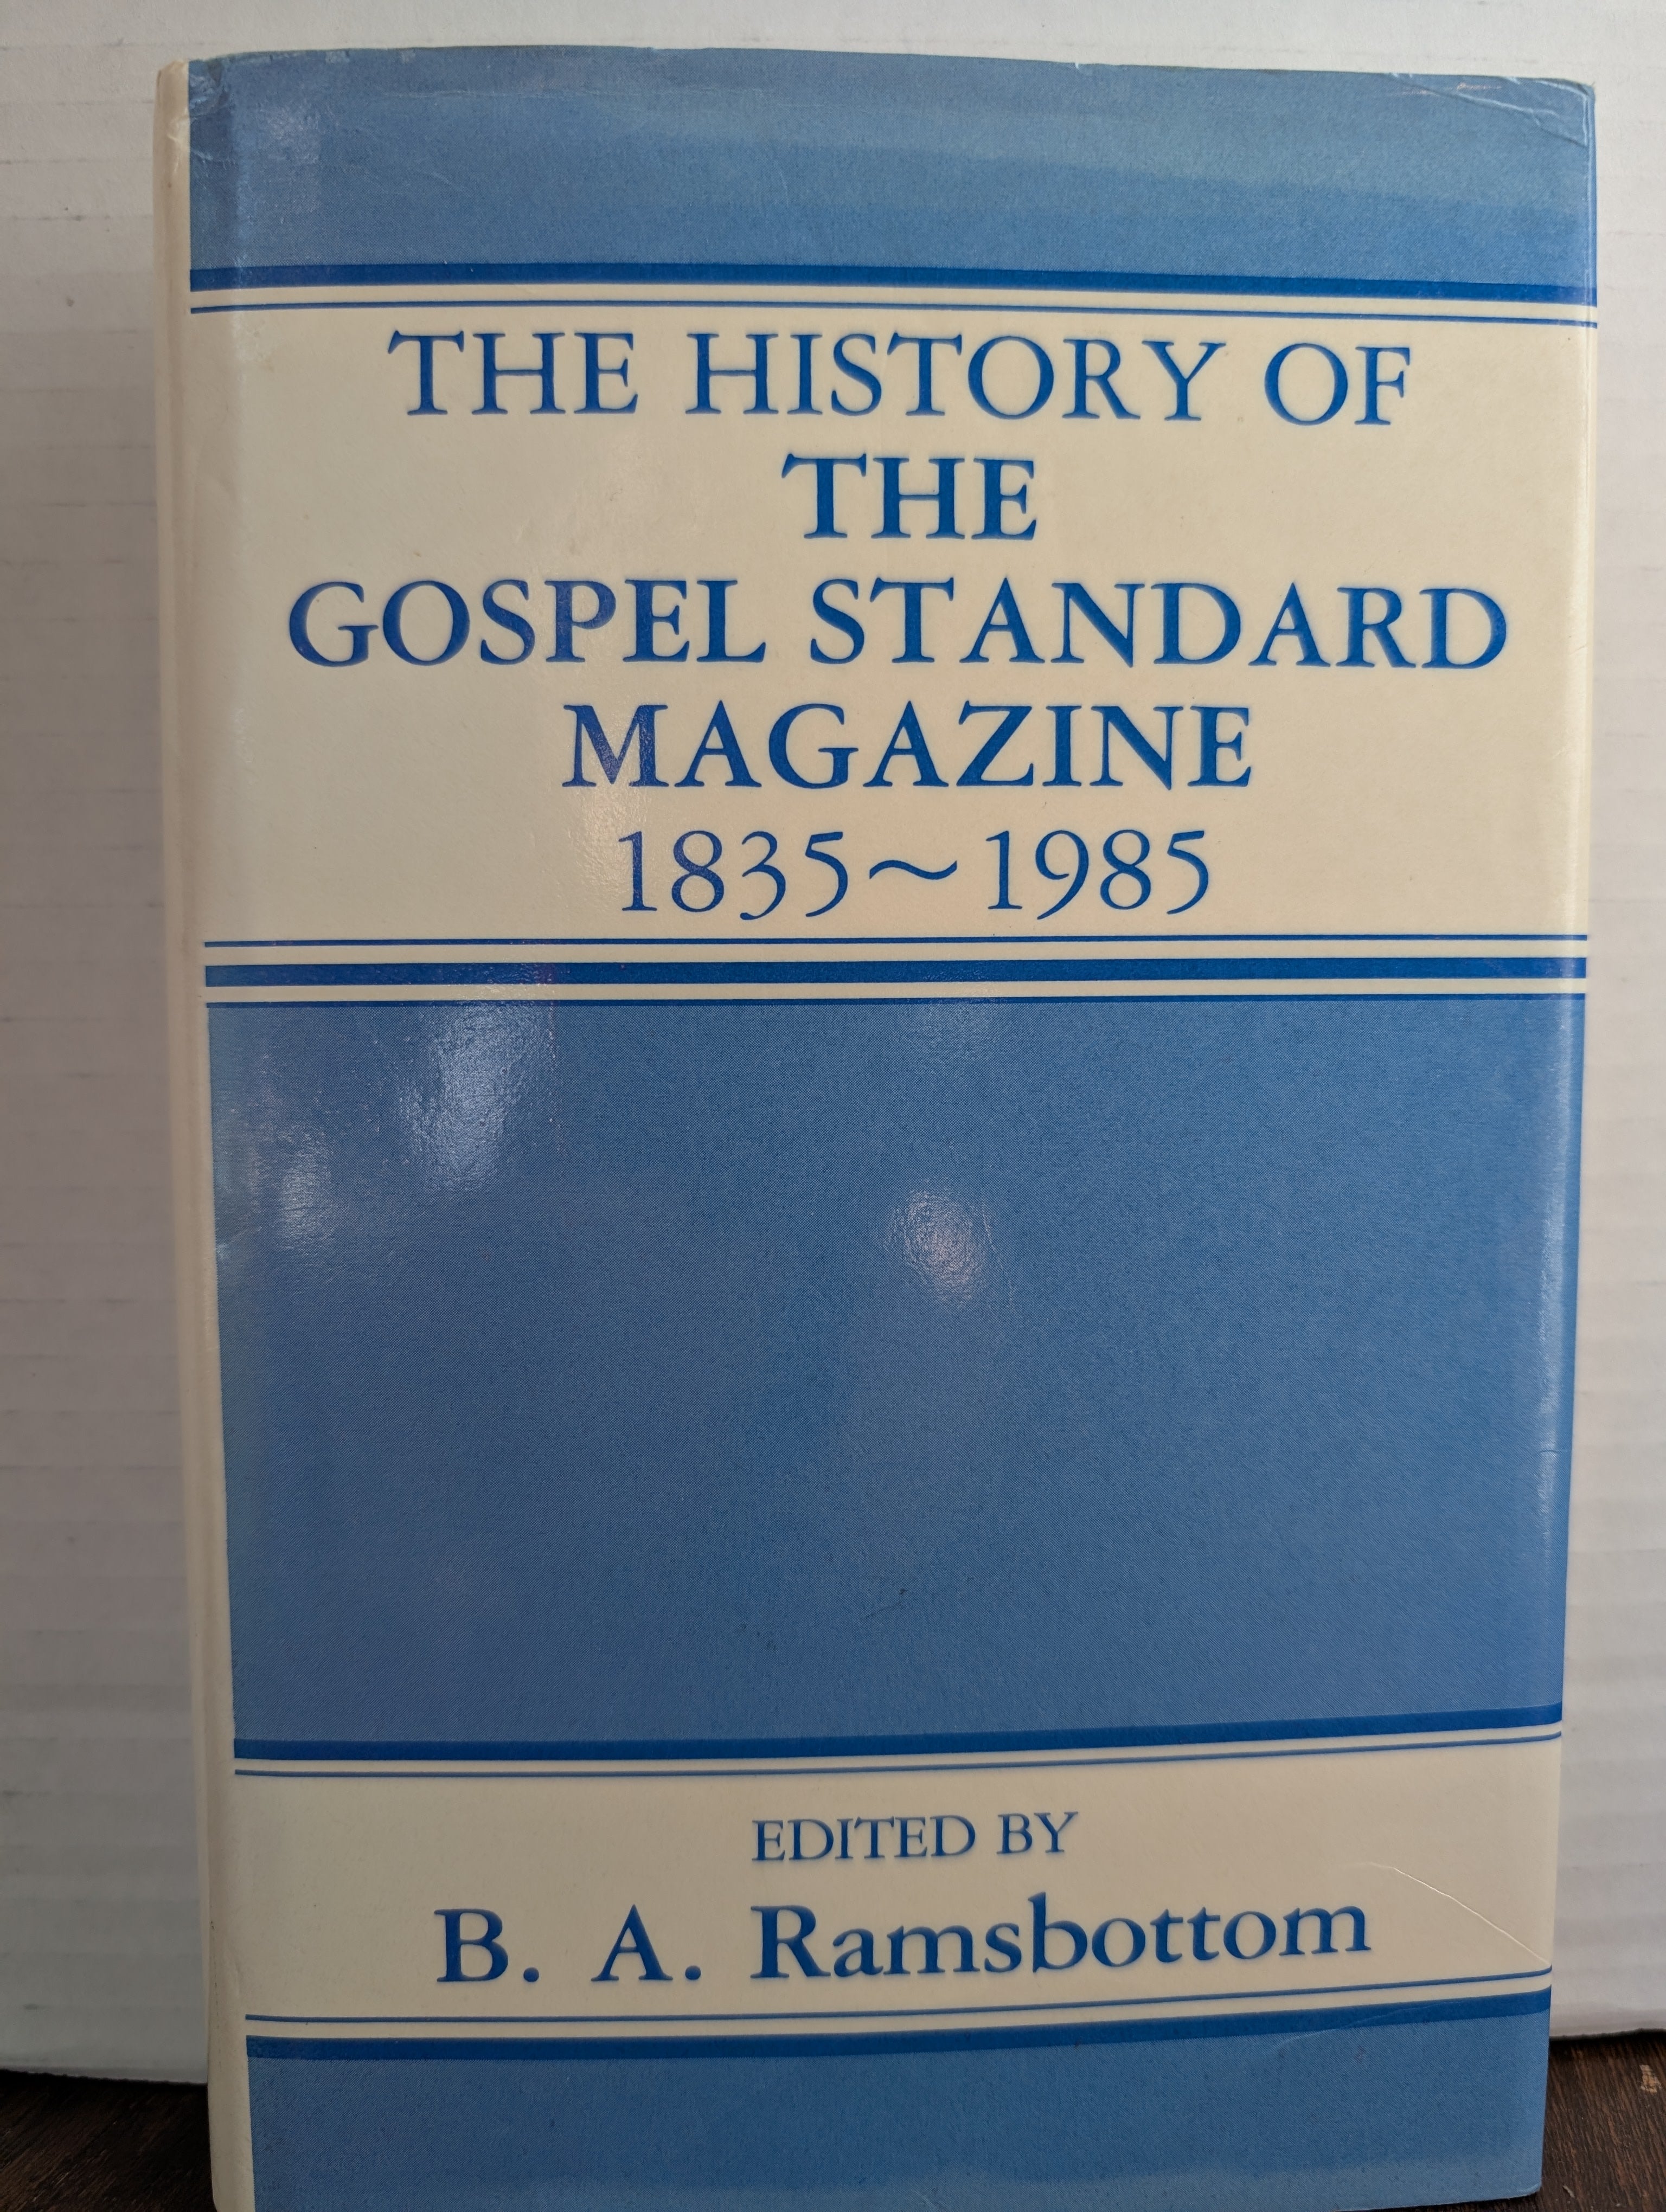 THE HISTORY OF
THE
GOSPEL STANDARD
MAGAZINE
1835~1985
EDITED BY
B. A. Ramsbottom